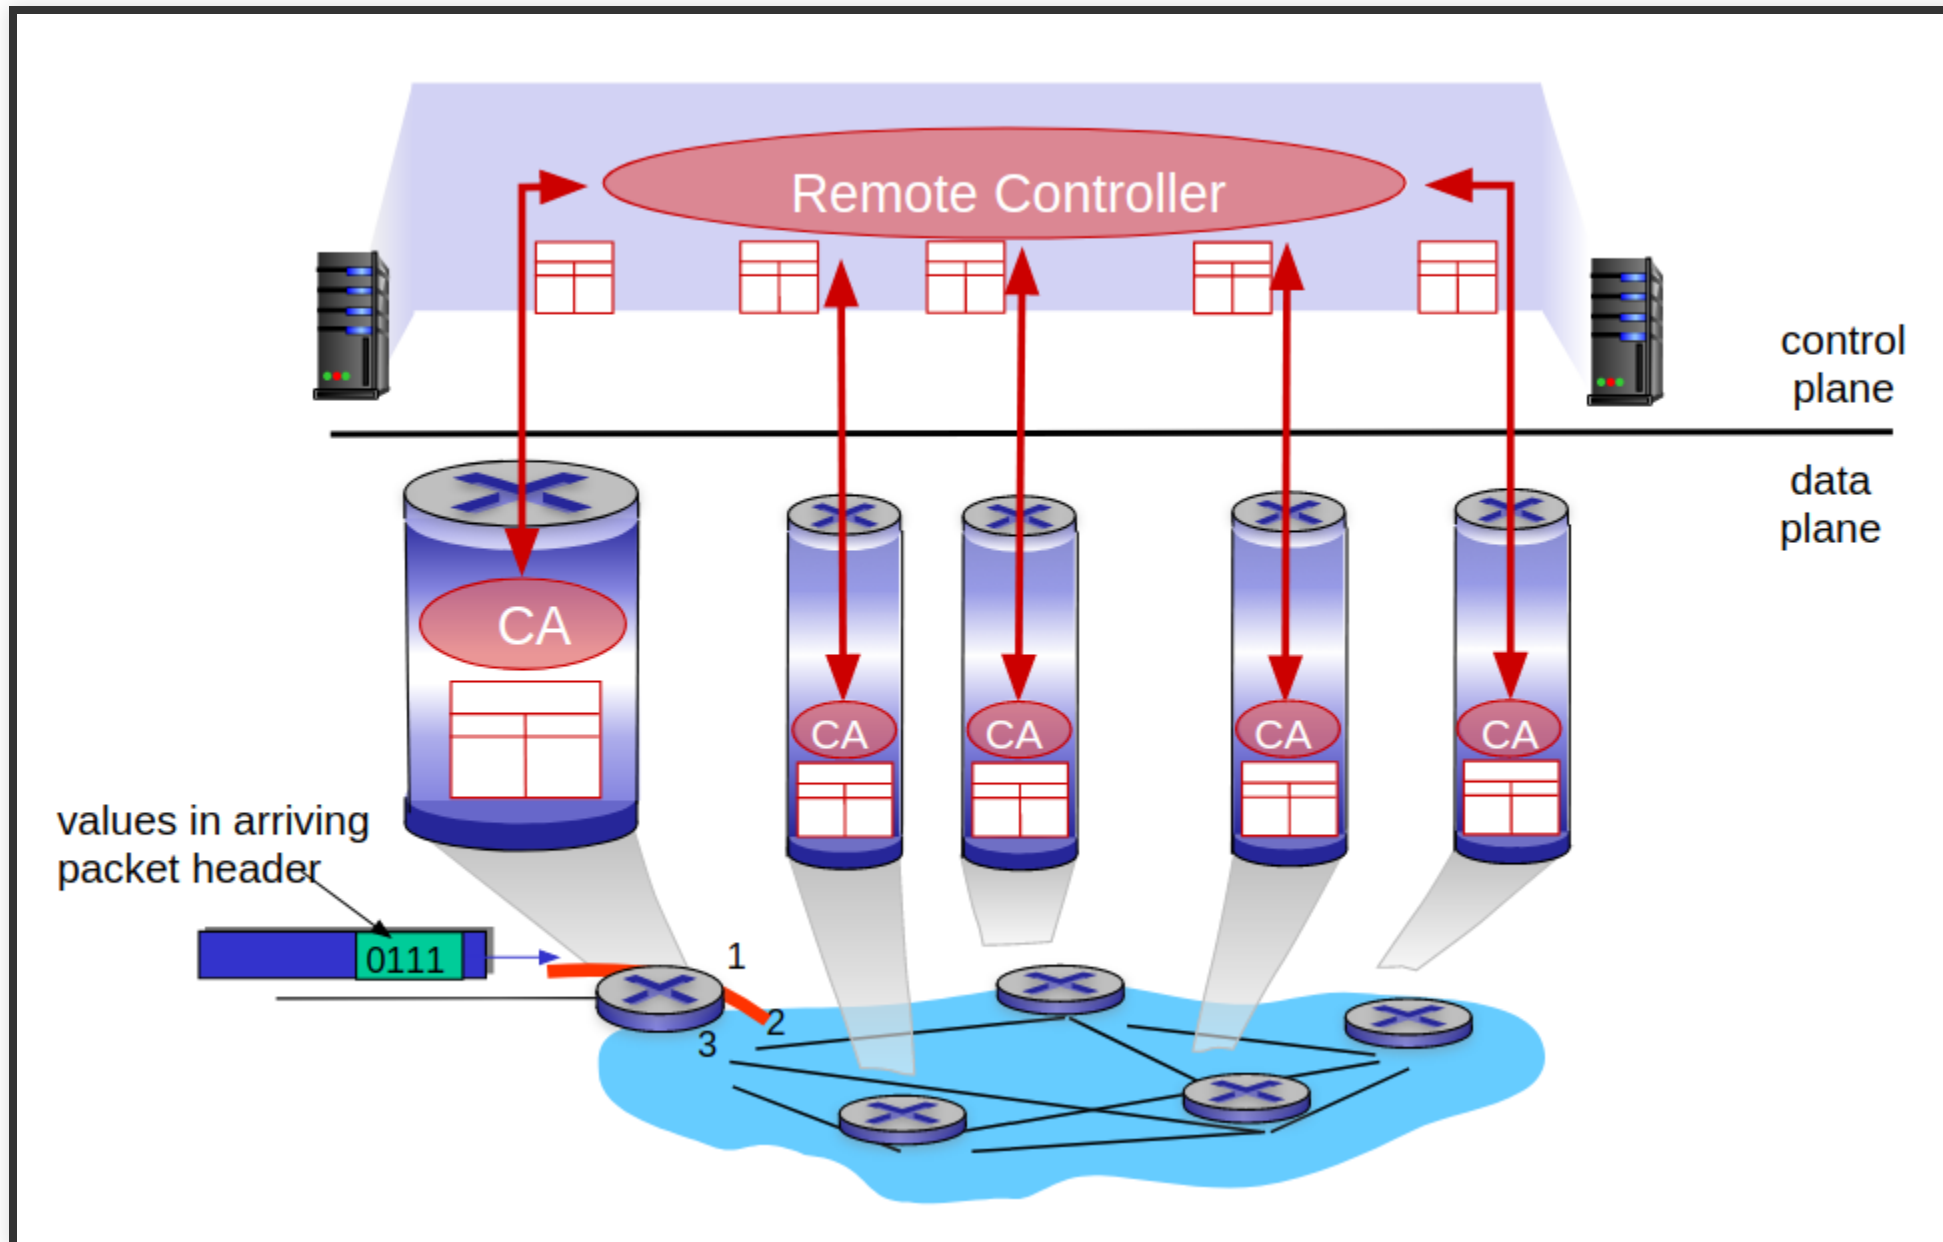 Remote Controller
control
plane
data
plane
CA
CA
CA
CA
CA
values in arriving
packet header
0111
1
2
3